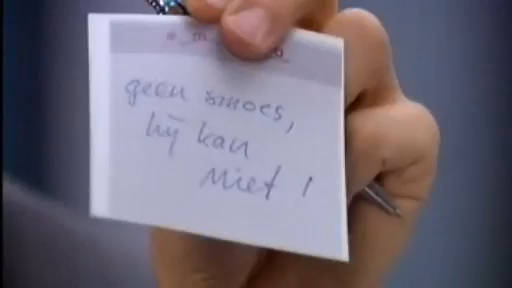 geen smoes,
hij kan
niet !